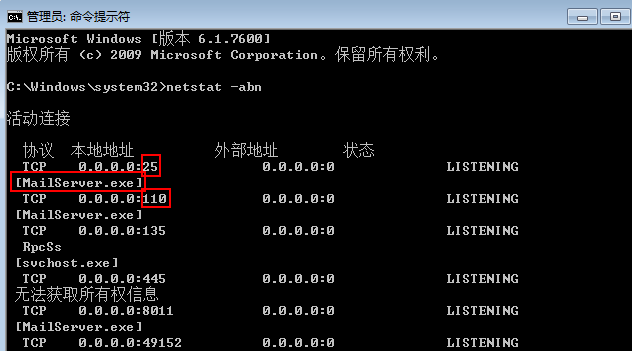 管理员: 命令提示符
Microsoft Windows [版本 6.1.7600]
版权所有 (c) 2009 Microsoft Corporation。保留所有权利。
C:\Windows\system32>netstat -abn
活动连接
协议 本地地址 外部地址 状态
TCP 0.0.0.0:25 0.0.0.0:0 LISTENING
[MailServer.exe]
TCP 0.0.0.0:110 0.0.0.0:0 LISTENING
[MailServer.exe]
TCP 0.0.0.0:135 0.0.0.0:0 LISTENING
RpcSs
[svchost.exe]
TCP 0.0.0.0:445 0.0.0.0:0 LISTENING
无法获取所有权信息
TCP 0.0.0.0:8011 0.0.0.0:0 LISTENING
[MailServer.exe]
TCP 0.0.0.0:49152 0.0.0.0:0 LISTENING